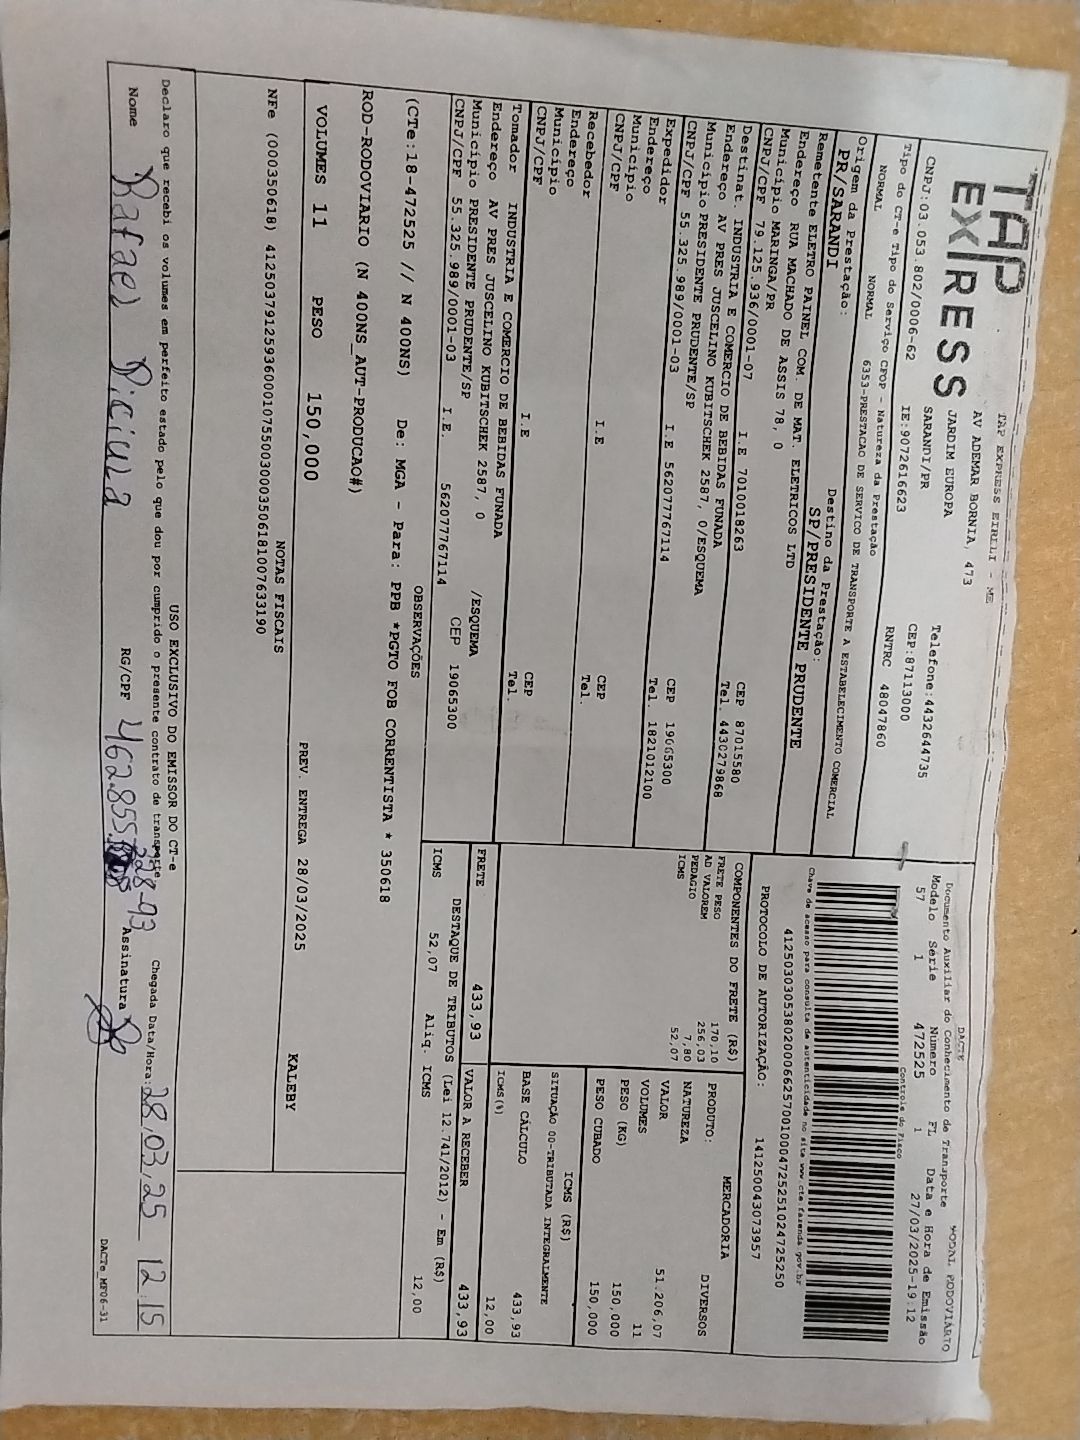 TAP
EXPRESS
TAP EXPRESS EIRILI - ME
AV ADEMAR BORNIA, 473
JARDIM EUROPA
SARANDI/PR
Telefone:4432644735
CEP:87113000
CNPJ:03.053.802/0006-62 IE:9072616623 RNTRC 48047860
Tipo do CT-e Tipo do Serviço CFOP - Natureza da Prestação
NORMAL NORMAL 6353-PRESTACAO DE SERVICO DE TRANSPORTE A ESTABELECIMENTO COMERCIAL
Origem da Prestação: Destino da Prestação:
PR/SARANDI SP/PRESIDENTE PRUDENTE
DACTE MODAL RODOVIÁRIO
Documento Auxiliar do Conhecimento de Transporte
Modelo Série Número FL Data e Hora de Emissão
57 1 472525 1 27/03/2025-19:12
Controle do Fisco
Chave de acesso para consulta de autenticidade no site www.cte.fazenda.gov.br
41250303053802000662570010004725251024725250
PROTOCOLO DE AUTORIZAÇÃO: 141250043073957
Remetente ELETRO PAINEL COM. DE MAT. ELETRICOS LTD
Endereço RUA MACHADO DE ASSIS 78, 0
Município MARINGA/PR CEP 87015580
CNPJ/CPF 79.125.936/0001-07 I.E 7010018263 Tel. 4430279868
Destinat. INDUSTRIA E COMERCIO DE BEBIDAS FUNADA
Endereço AV PRES JUSCELINO KUBITSCHEK 2587, 0/ESQUEMA
Município PRESIDENTE PRUDENTE/SP CEP 19065300
CNPJ/CPF 55.325.989/0001-03 I.E 562077767114 Tel. 1821012100
Expedidor
Endereço
Município CEP
CNPJ/CPF I.E Tel.
Recebedor
Endereço
Município CEP
CNPJ/CPF I.E Tel.
Tomador INDUSTRIA E COMERCIO DE BEBIDAS FUNADA
Endereço AV PRES JUSCELINO KUBITSCHEK 2587, 0 /ESQUEMA
Município PRESIDENTE PRUDENTE/SP CEP 19065300
CNPJ/CPF 55.325.989/0001-03 I.E. 562077767114
COMPONENTES DO FRETE (R$)
FRETE PESO 170,10
AD VALOREM 256,03
PEDAGIO 7,80
ICMS 52,07
MERCADORIA
PRODUTO: DIVERSOS
NATUREZA
VALOR 51.206,07
VOLUMES 11
PESO (KG) 150,000
PESO CUBADO 150,000
ICMS (R$)
SITUAÇÃO 00-TRIBUTADA INTEGRALMENTE
BASE CÁLCULO 433,93
ICMS(%) 12,00
FRETE 433,93 VALOR A RECEBER 433,93
DESTAQUE DE TRIBUTOS (Lei 12.741/2012) - Em (R$)
ICMS 52,07 Aliq. ICMS 12,00
OBSERVAÇÕES
(CTe:18-472525 // N 400NS) De: MGA - Para: PPB *PGTO FOB CORRENTISTA * 350618
ROD-RODOVIARIO (N 400NS_AUT-PRODUCAO#)
VOLUMES 11 PESO 150,000 PREV. ENTREGA 28/03/2025 KALEBY
NOTAS FISCAIS
NFe (000350618) 41250379125936000107550030003506181007633190
USO EXCLUSIVO DO EMISSOR DO CT-e
Declaro que recebi os volumes em perfeito estado pelo que dou por cumprido o presente contrato de transporte
Nome Rafael RG/CPF 462.855.228-93 Assinatura Chegada Data/Hora: 28,03,25 12:15
DACTe_MF06-31